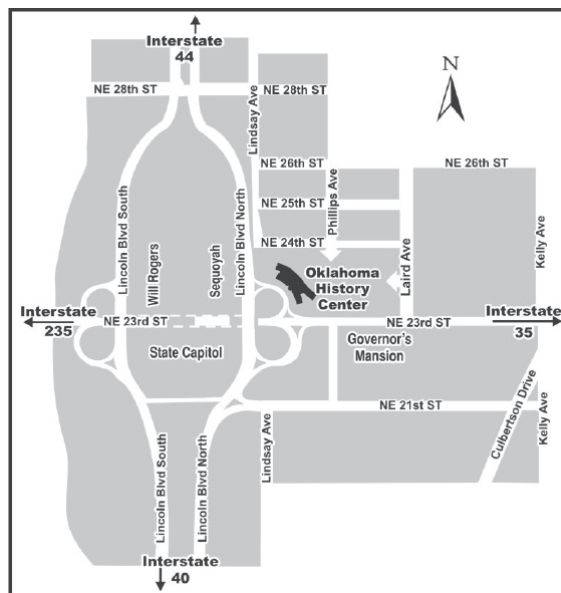 Interstate
44
N
NE 28th ST
NE 28th ST
Lindsay Ave
NE 26th ST
NE 26th ST
Phillips Ave
NE 25th ST
NE 24th ST
Lincoln Blvd South
Will Rogers
Sequoyah
Lincoln Blvd North
Oklahoma
History
Center
Laird Ave
Kelly Ave
Interstate
235
NE 23rd ST
NE 23rd ST
Interstate
35
State Capitol
Governor's
Mansion
NE 21st ST
Culbertson Drive
Kelly Ave
Lincoln Blvd South
Lincoln Blvd North
Lindsay Ave
Interstate
40